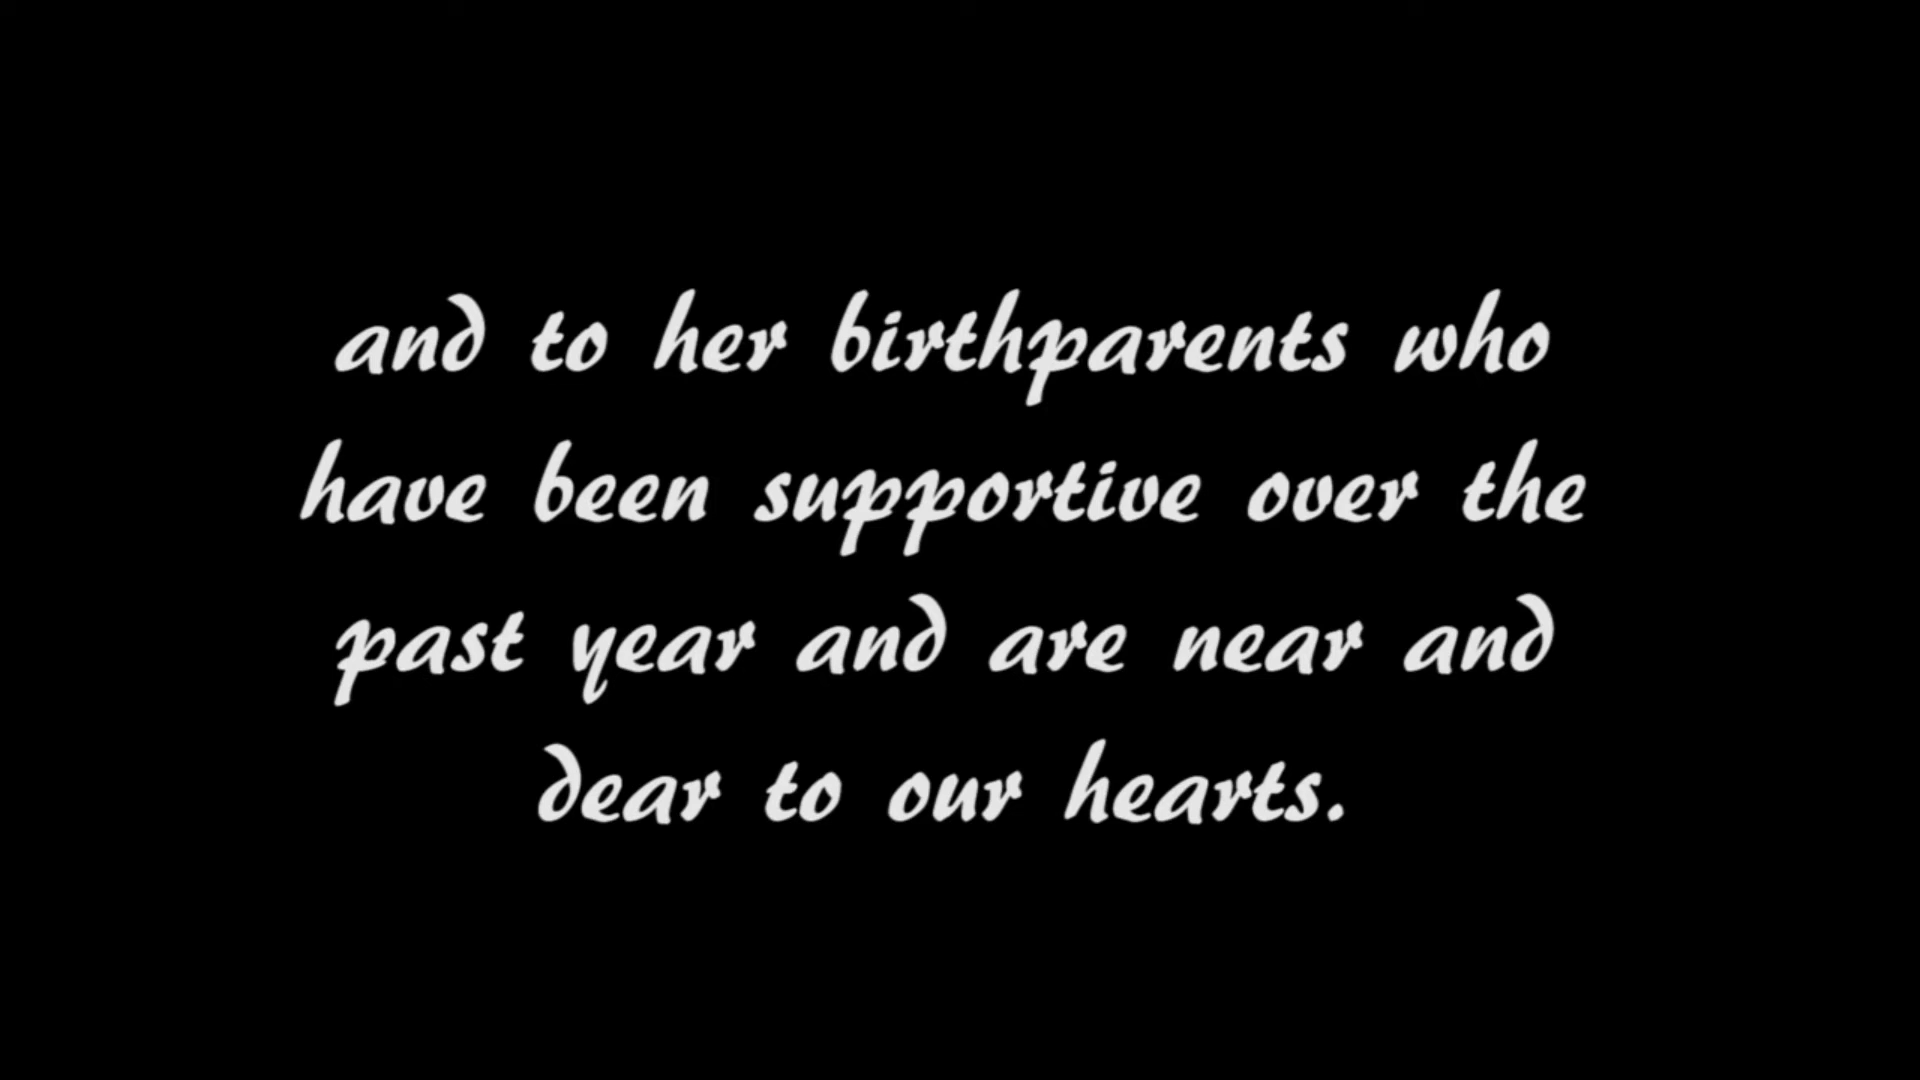 and to her birthparents who
have been supportive over the
past year and are near and
dear to our hearts.